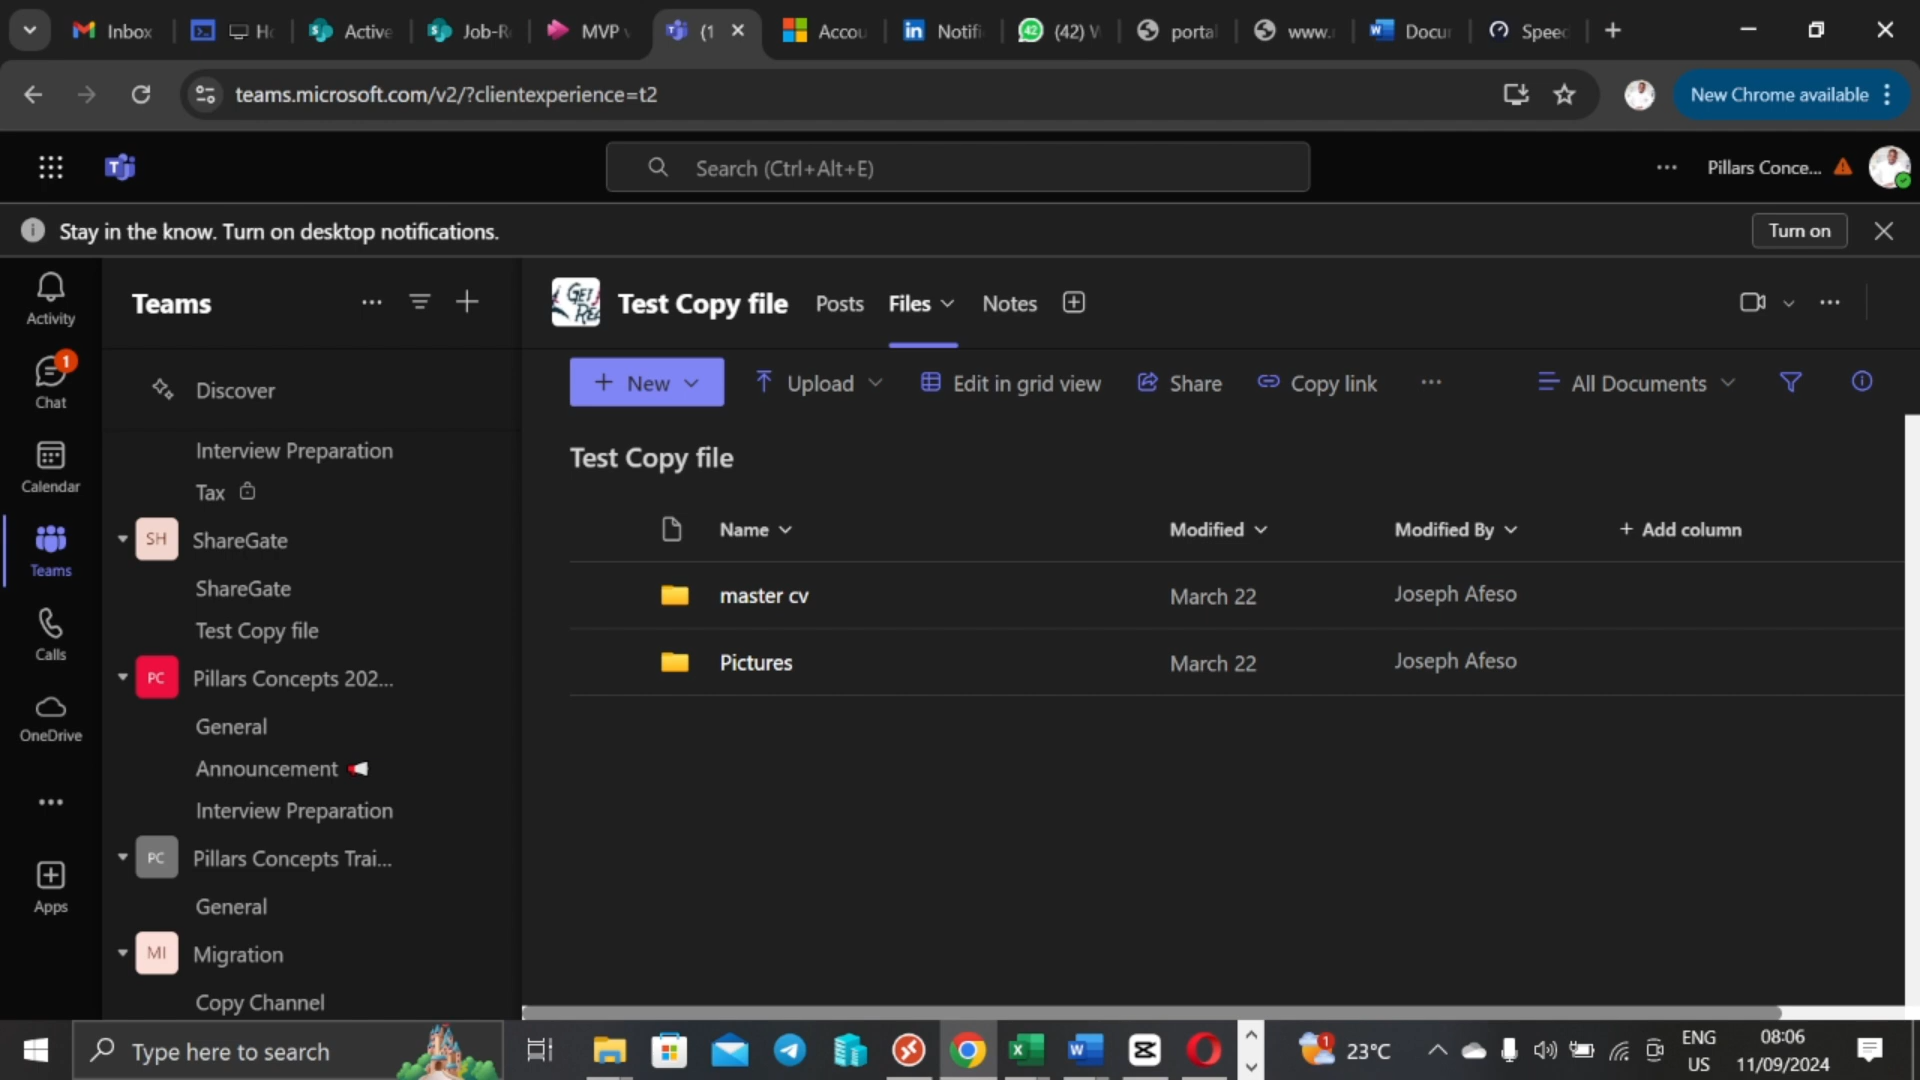 Inbox
Active
MVP
(1
Accou
Notifi
(42)
porta
www.
Docu
Speed
teams.microsoft.com/v2/?clientexperience=t2
New Chrome available
Search (Ctrl+Alt+E)
Pillars Conce...
Stay in the know. Turn on desktop notifications.
Turn on
Activity
Chat
1
Calendar
Teams
Calls
OneDrive
Apps
Teams
Discover
Interview Preparation
Tax
SH ShareGate
ShareGate
Test Copy file
PC Pillars Concepts 202...
General
Announcement
Interview Preparation
PC Pillars Concepts Trai...
General
MI Migration
Copy Channel
Test Copy file Posts Files Notes
+ New Upload Edit in grid view Share Copy link ... All Documents
Test Copy file
Name Modified Modified By + Add column
master cv March 22 Joseph Afeso
Pictures March 22 Joseph Afeso
Type here to search
1
23°C
ENG
US
08:06
11/09/2024